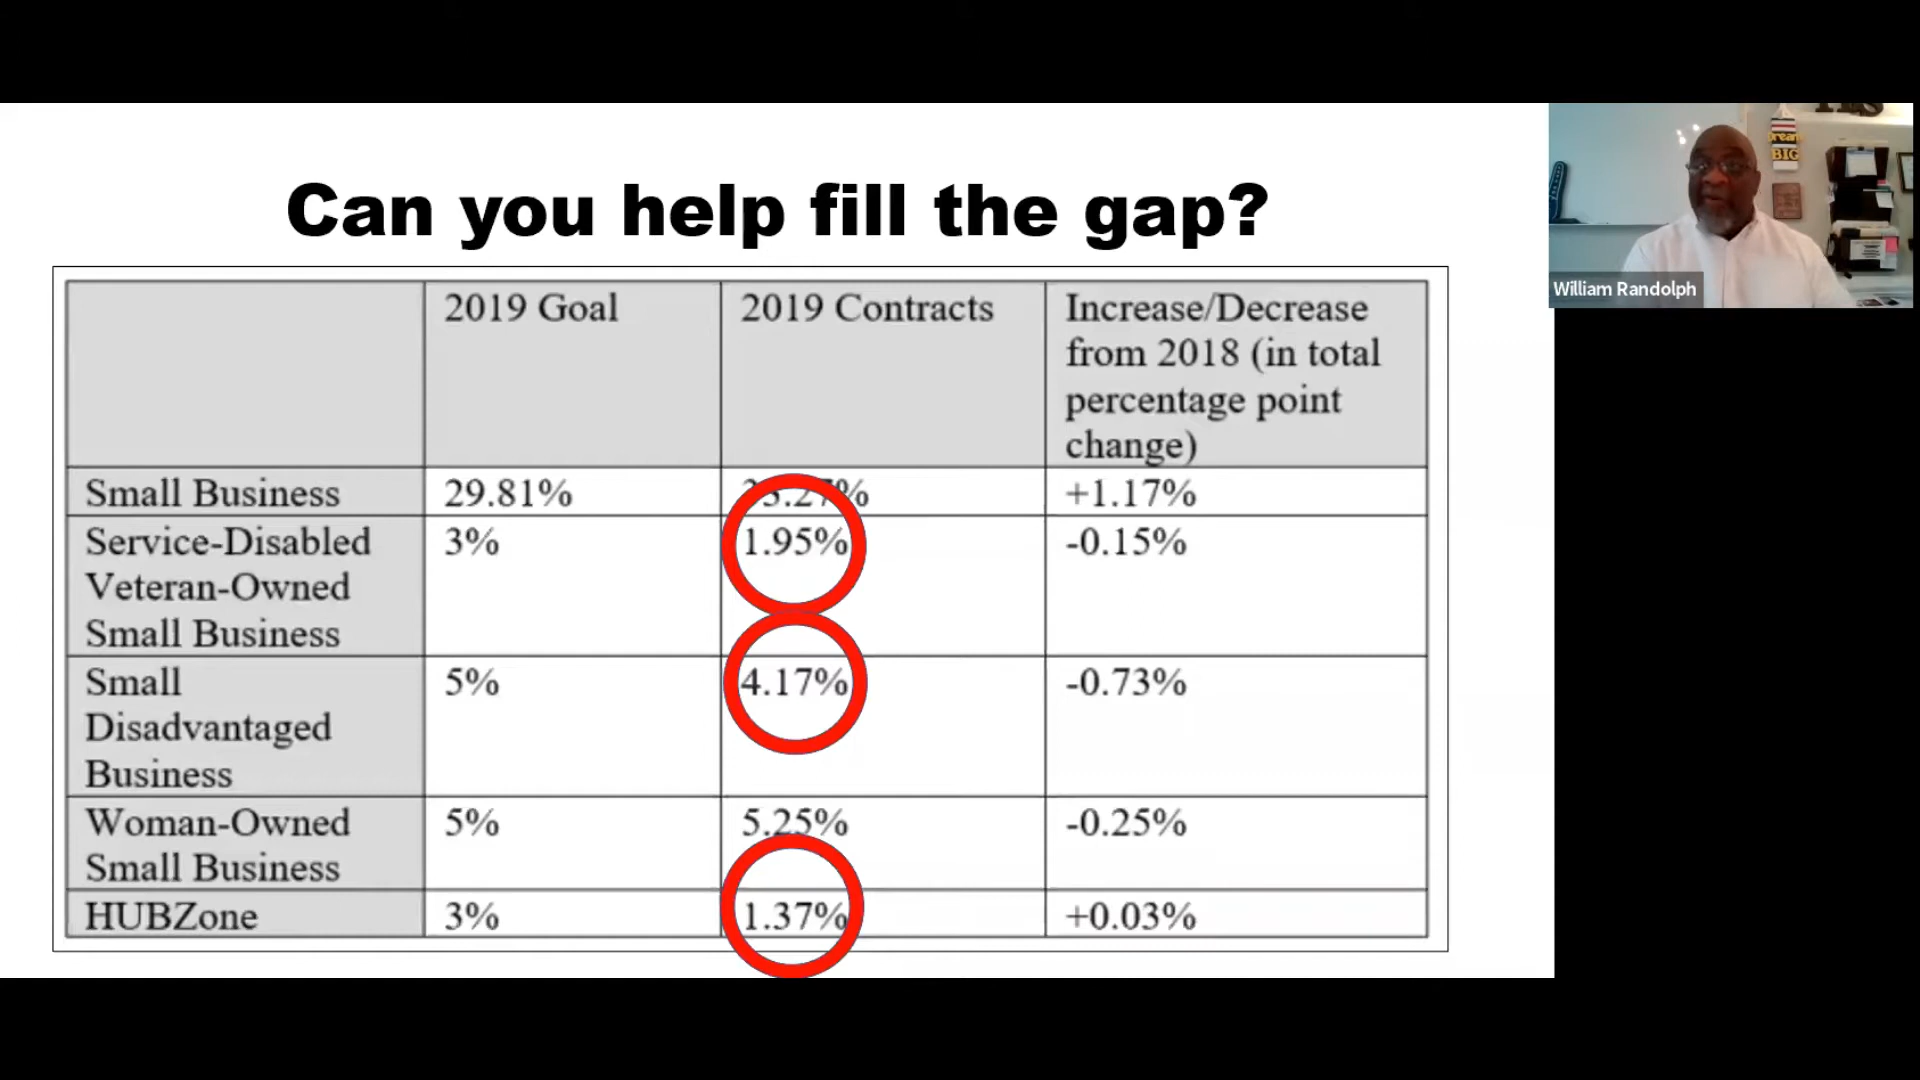 Can you help fill the gap?
2019 Goal
2019 Contracts
Increase/Decrease
from 2018 (in total
percentage point
change)
Small Business
29.81%
+1.17%
Service-Disabled
Veteran-Owned
Small Business
3%
1.95%
-0.15%
Small
Disadvantaged
Business
5%
4.17%
-0.73%
Woman-Owned
Small Business
5%
5.25%
-0.25%
HUBZone
3%
1.37%
+0.03%
BIG
William Randolph